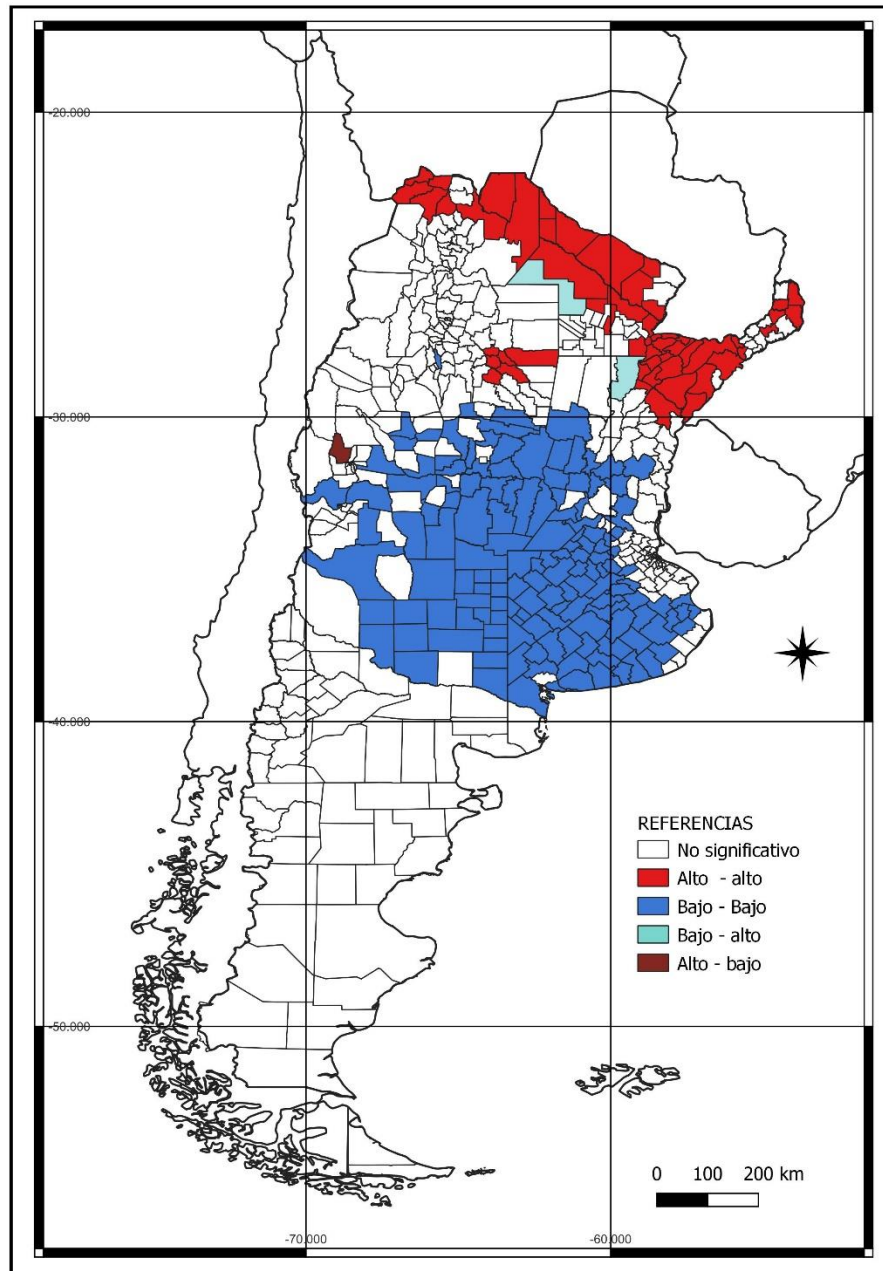 -20.000
-30.000
-40.000
REFERENCIAS
No significativo
Alto - alto
Bajo - Bajo
Bajo - alto
Alto - bajo
-50.000
0 100 200 km
-70.000 -60.000